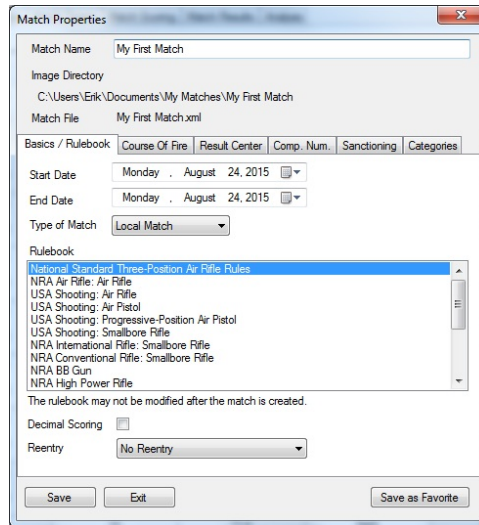 Match Properties
Match Name My First Match
Image Directory
C:\Users\Erik\Documents\My Matches\My First Match
Match File My First Match.xml
Basics / Rulebook Course Of Fire Result Center Comp. Num. Sanctioning Categories
Start Date Monday , August 24, 2015
End Date Monday , August 24, 2015
Type of Match Local Match
Rulebook
National Standard Three-Position Air Rifle Rules
NRA Air Rifle: Air Rifle
USA Shooting: Air Rifle
USA Shooting: Air Pistol
USA Shooting: Progressive-Position Air Pistol
USA Shooting: Smallbore Rifle
NRA International Rifle: Smallbore Rifle
NRA Conventional Rifle: Smallbore Rifle
NRA BB Gun
NRA High Power Rifle
The rulebook may not be modified after the match is created.
Decimal Scoring
Reentry No Reentry
Save Exit Save as Favorite